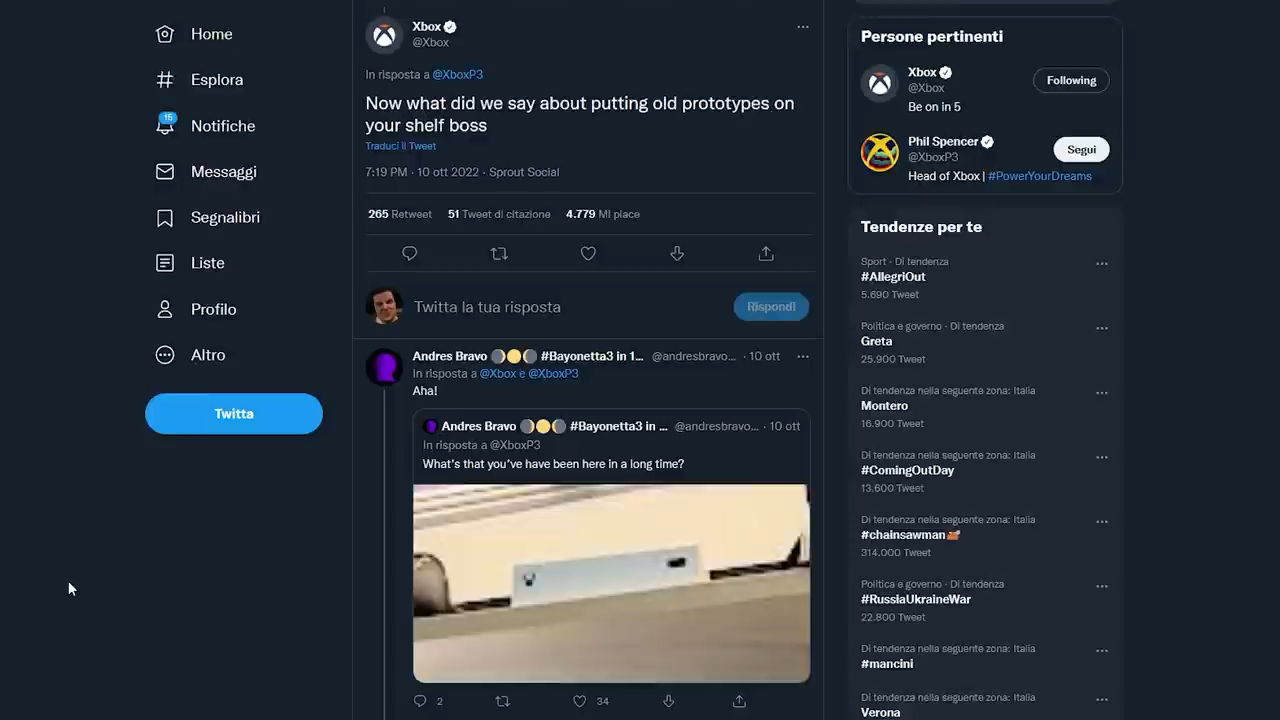 Home
Esplora
15
Notifiche
Messaggi
Segnalibri
Liste
Profilo
Altro
Twitta
Xbox
@Xbox
In risposta a @XboxP3
Now what did we say about putting old prototypes on
your shelf boss
Traduci il Tweet
7:19 PM · 10 ott 2022 · Sprout Social
265 Retweet 51 Tweet di citazione 4.779 Mi piace
Twitta la tua risposta
Rispondi
Andres Bravo 🌖🌕🌔 #Bayonetta3 in 1... @andresbravo... · 10 ott
In risposta a @Xbox e @XboxP3
Aha!
Andres Bravo 🌖🌕🌔 #Bayonetta3 in ... @andresbravo... · 10 ott
In risposta a @XboxP3
What's that you've have been here in a long time?
2 34
Persone pertinenti
Xbox
@Xbox
Following
Be on in 5
Phil Spencer
@XboxP3
Segui
Head of Xbox | #PowerYourDreams
Tendenze per te
Sport · Di tendenza
#AllegriOut
5.690 Tweet
Politica e governo · Di tendenza
Greta
25.900 Tweet
Di tendenza nella seguente zona: Italia
Montero
16.900 Tweet
Di tendenza nella seguente zona: Italia
#ComingOutDay
13.600 Tweet
Di tendenza nella seguente zona: Italia
#chainsawman
314.000 Tweet
Politica e governo · Di tendenza
#RussiaUkraineWar
22.800 Tweet
Di tendenza nella seguente zona: Italia
#mancini
Di tendenza nella seguente zona: Italia
Verona